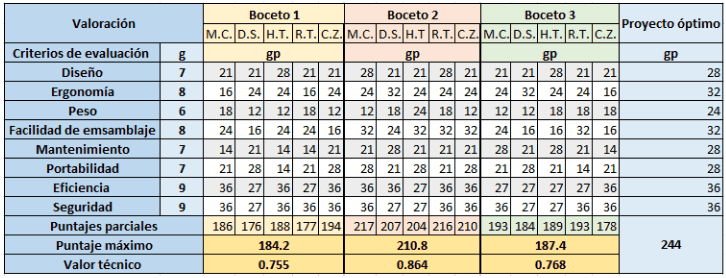 Valoración Boceto 1 Boceto 2 Boceto 3 Proyecto óptimo
M.C. D.S. H.T. R.T. C.Z. M.C. D.S. H.T R.T. C.Z. M.C. D.S. H.T. R.T. C.Z.
Criterios de evaluación g gp gp gp gp
Diseño 7 21 21 28 21 21 28 21 21 28 21 21 21 28 21 21 28
Ergonomía 8 16 24 24 16 24 24 32 24 24 24 24 32 24 24 16 32
Peso 6 18 12 12 18 12 12 18 24 18 12 12 12 18 18 18 24
Facilidad de emsamblaje 8 24 16 24 24 16 24 32 32 32 32 24 16 16 32 16 32
Mantenimiento 7 14 21 14 14 21 21 28 21 21 21 28 21 28 21 14 28
Portabilidad 7 21 28 14 21 28 28 21 28 21 28 21 28 21 14 21 28
Eficiencia 9 36 27 36 27 36 36 28 27 36 36 36 27 27 36 36 36
Seguridad 9 36 27 36 36 36 36 27 27 36 36 27 27 27 27 36 36
Puntajes parciales 186 176 188 177 194 217 207 204 216 210 193 184 189 193 178 244
Puntaje máximo 184.2 210.8 187.4
Valor técnico 0.755 0.864 0.768